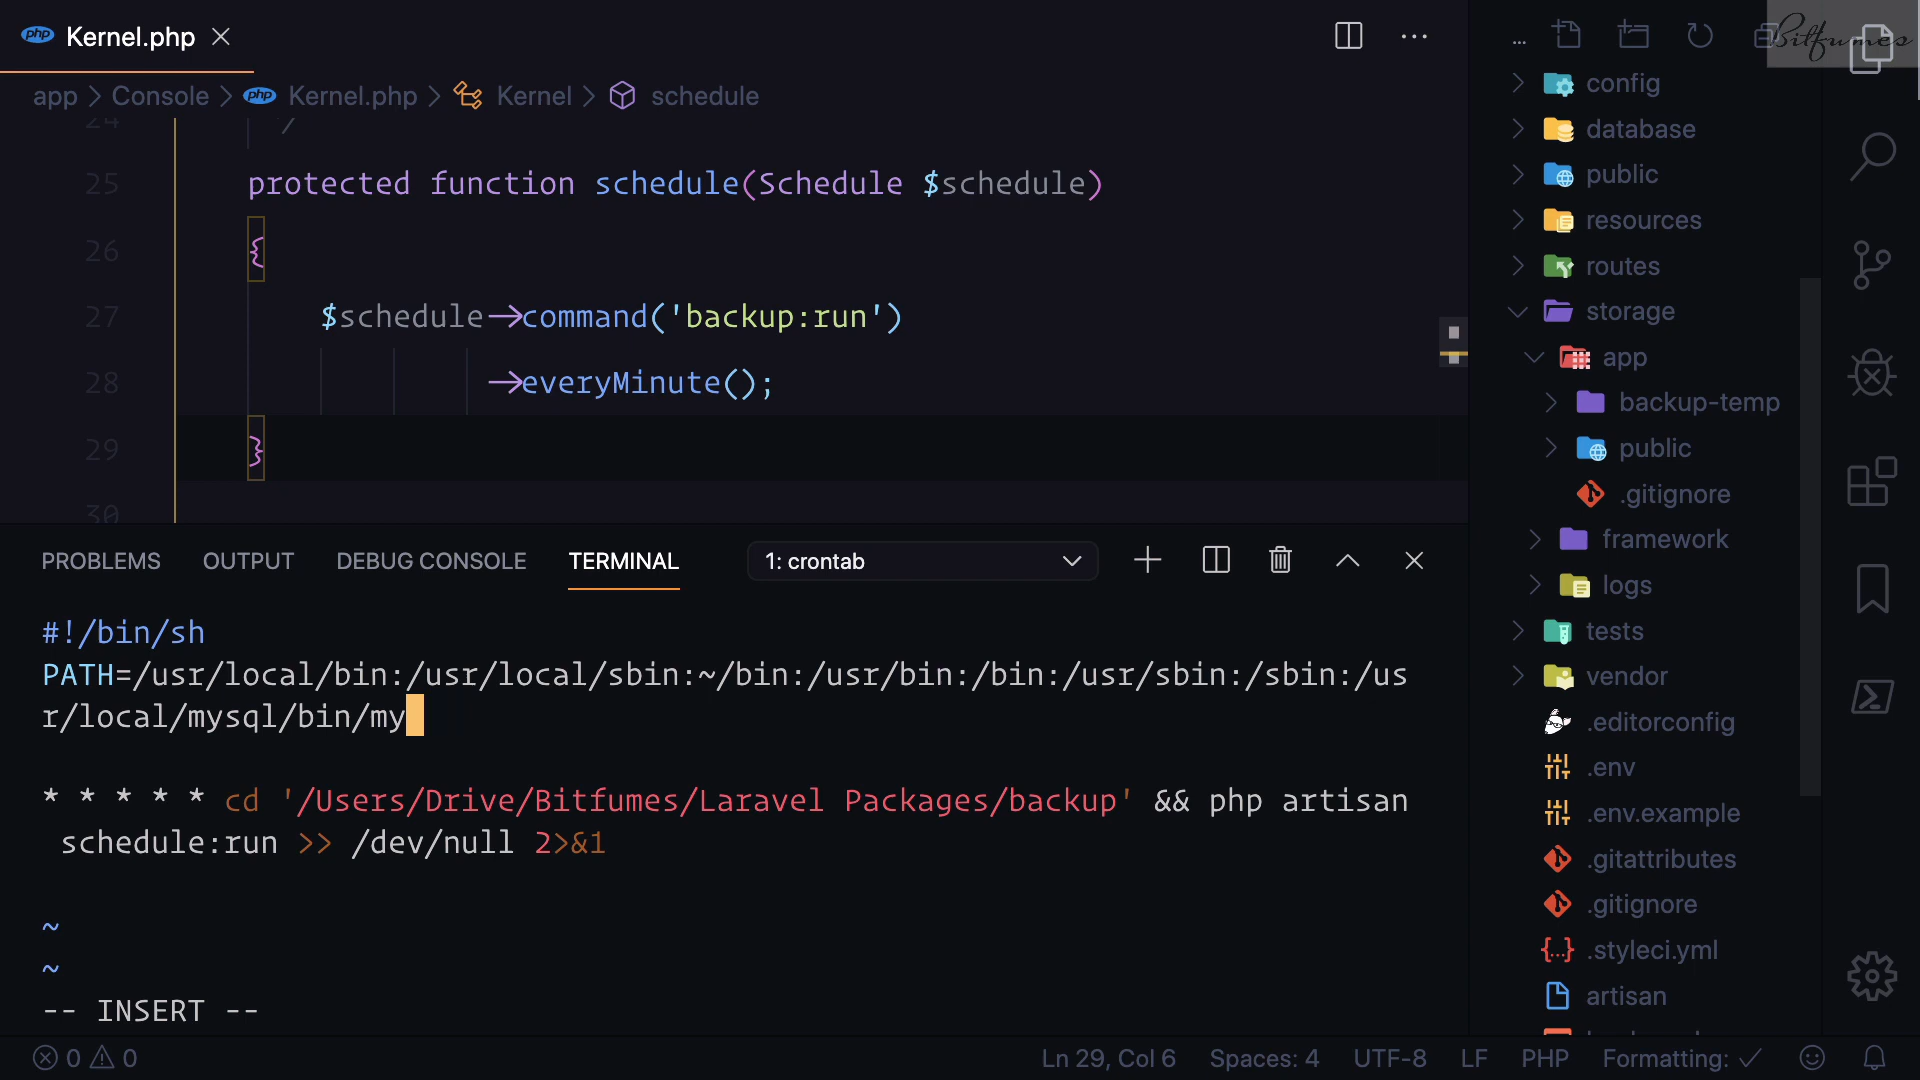 php Kernel.php
Bitfumes
app > Console > php Kernel.php > Kernel > schedule
24 */
25 protected function schedule(Schedule $schedule)
26 {
27 $schedule->command('backup:run')
28 ->everyMinute();
29 }
30
PROBLEMS OUTPUT DEBUG CONSOLE TERMINAL 1: crontab
#!/bin/sh
PATH=/usr/local/bin:/usr/local/sbin:~/bin:/usr/bin:/bin:/usr/sbin:/sbin:/us
r/local/mysql/bin/my
* * * * * cd '/Users/Drive/Bitfumes/Laravel Packages/backup' && php artisan
schedule:run >> /dev/null 2>&1
~
~
-- INSERT --
...
config
database
public
resources
routes
storage
app
backup-temp
public
.gitignore
framework
logs
tests
vendor
.editorconfig
.env
.env.example
.gitattributes
.gitignore
.styleci.yml
artisan
0 0 Ln 29, Col 6 Spaces: 4 UTF-8 LF PHP Formatting: ✓